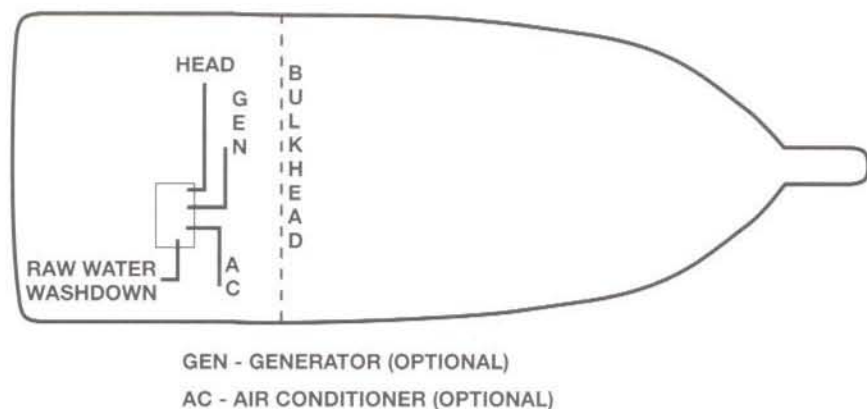 HEAD
GEN
BULKHEAD
RAW WATER
WASHDOWN
AC
GEN - GENERATOR (OPTIONAL)
AC - AIR CONDITIONER (OPTIONAL)